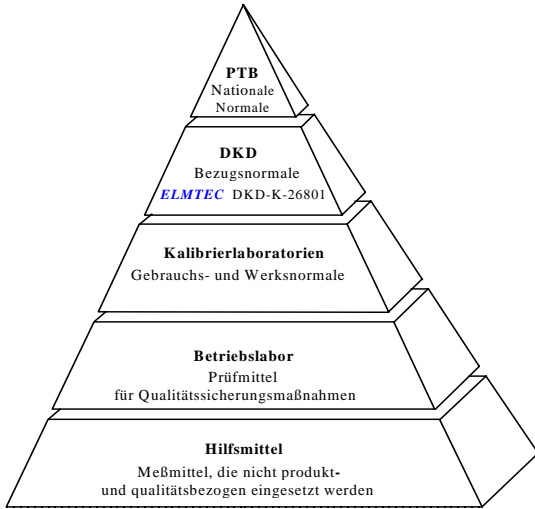 PTB
Nationale
Normale
DKD
Bezugsnormale
ELMTEC DKD-K-26801
Kalibrierlaboratorien
Gebrauchs- und Werksnormale
Betriebslabor
Prüfmittel
für Qualitätssicherungsmaßnahmen
Hilfsmittel
Meßmittel, die nicht produkt-
und qualitätsbezogen eingesetzt werden